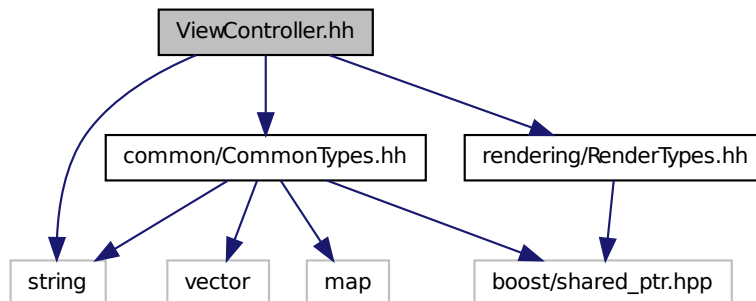 ViewController.hh
common/CommonTypes.hh
rendering/RenderTypes.hh
string
vector
map
boost/shared_ptr.hpp